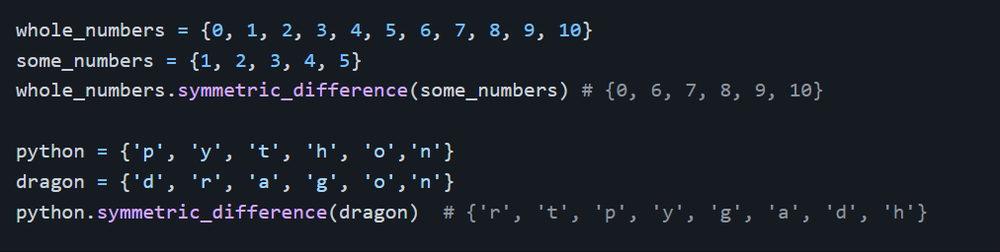 whole_numbers = {0, 1, 2, 3, 4, 5, 6, 7, 8, 9, 10}
some_numbers = {1, 2, 3, 4, 5}
whole_numbers.symmetric_difference(some_numbers) # {0, 6, 7, 8, 9, 10}
python = {'p', 'y', 't', 'h', 'o','n'}
dragon = {'d', 'r', 'a', 'g', 'o','n'}
python.symmetric_difference(dragon)  # {'r', 't', 'p', 'y', 'g', 'a', 'd', 'h'}